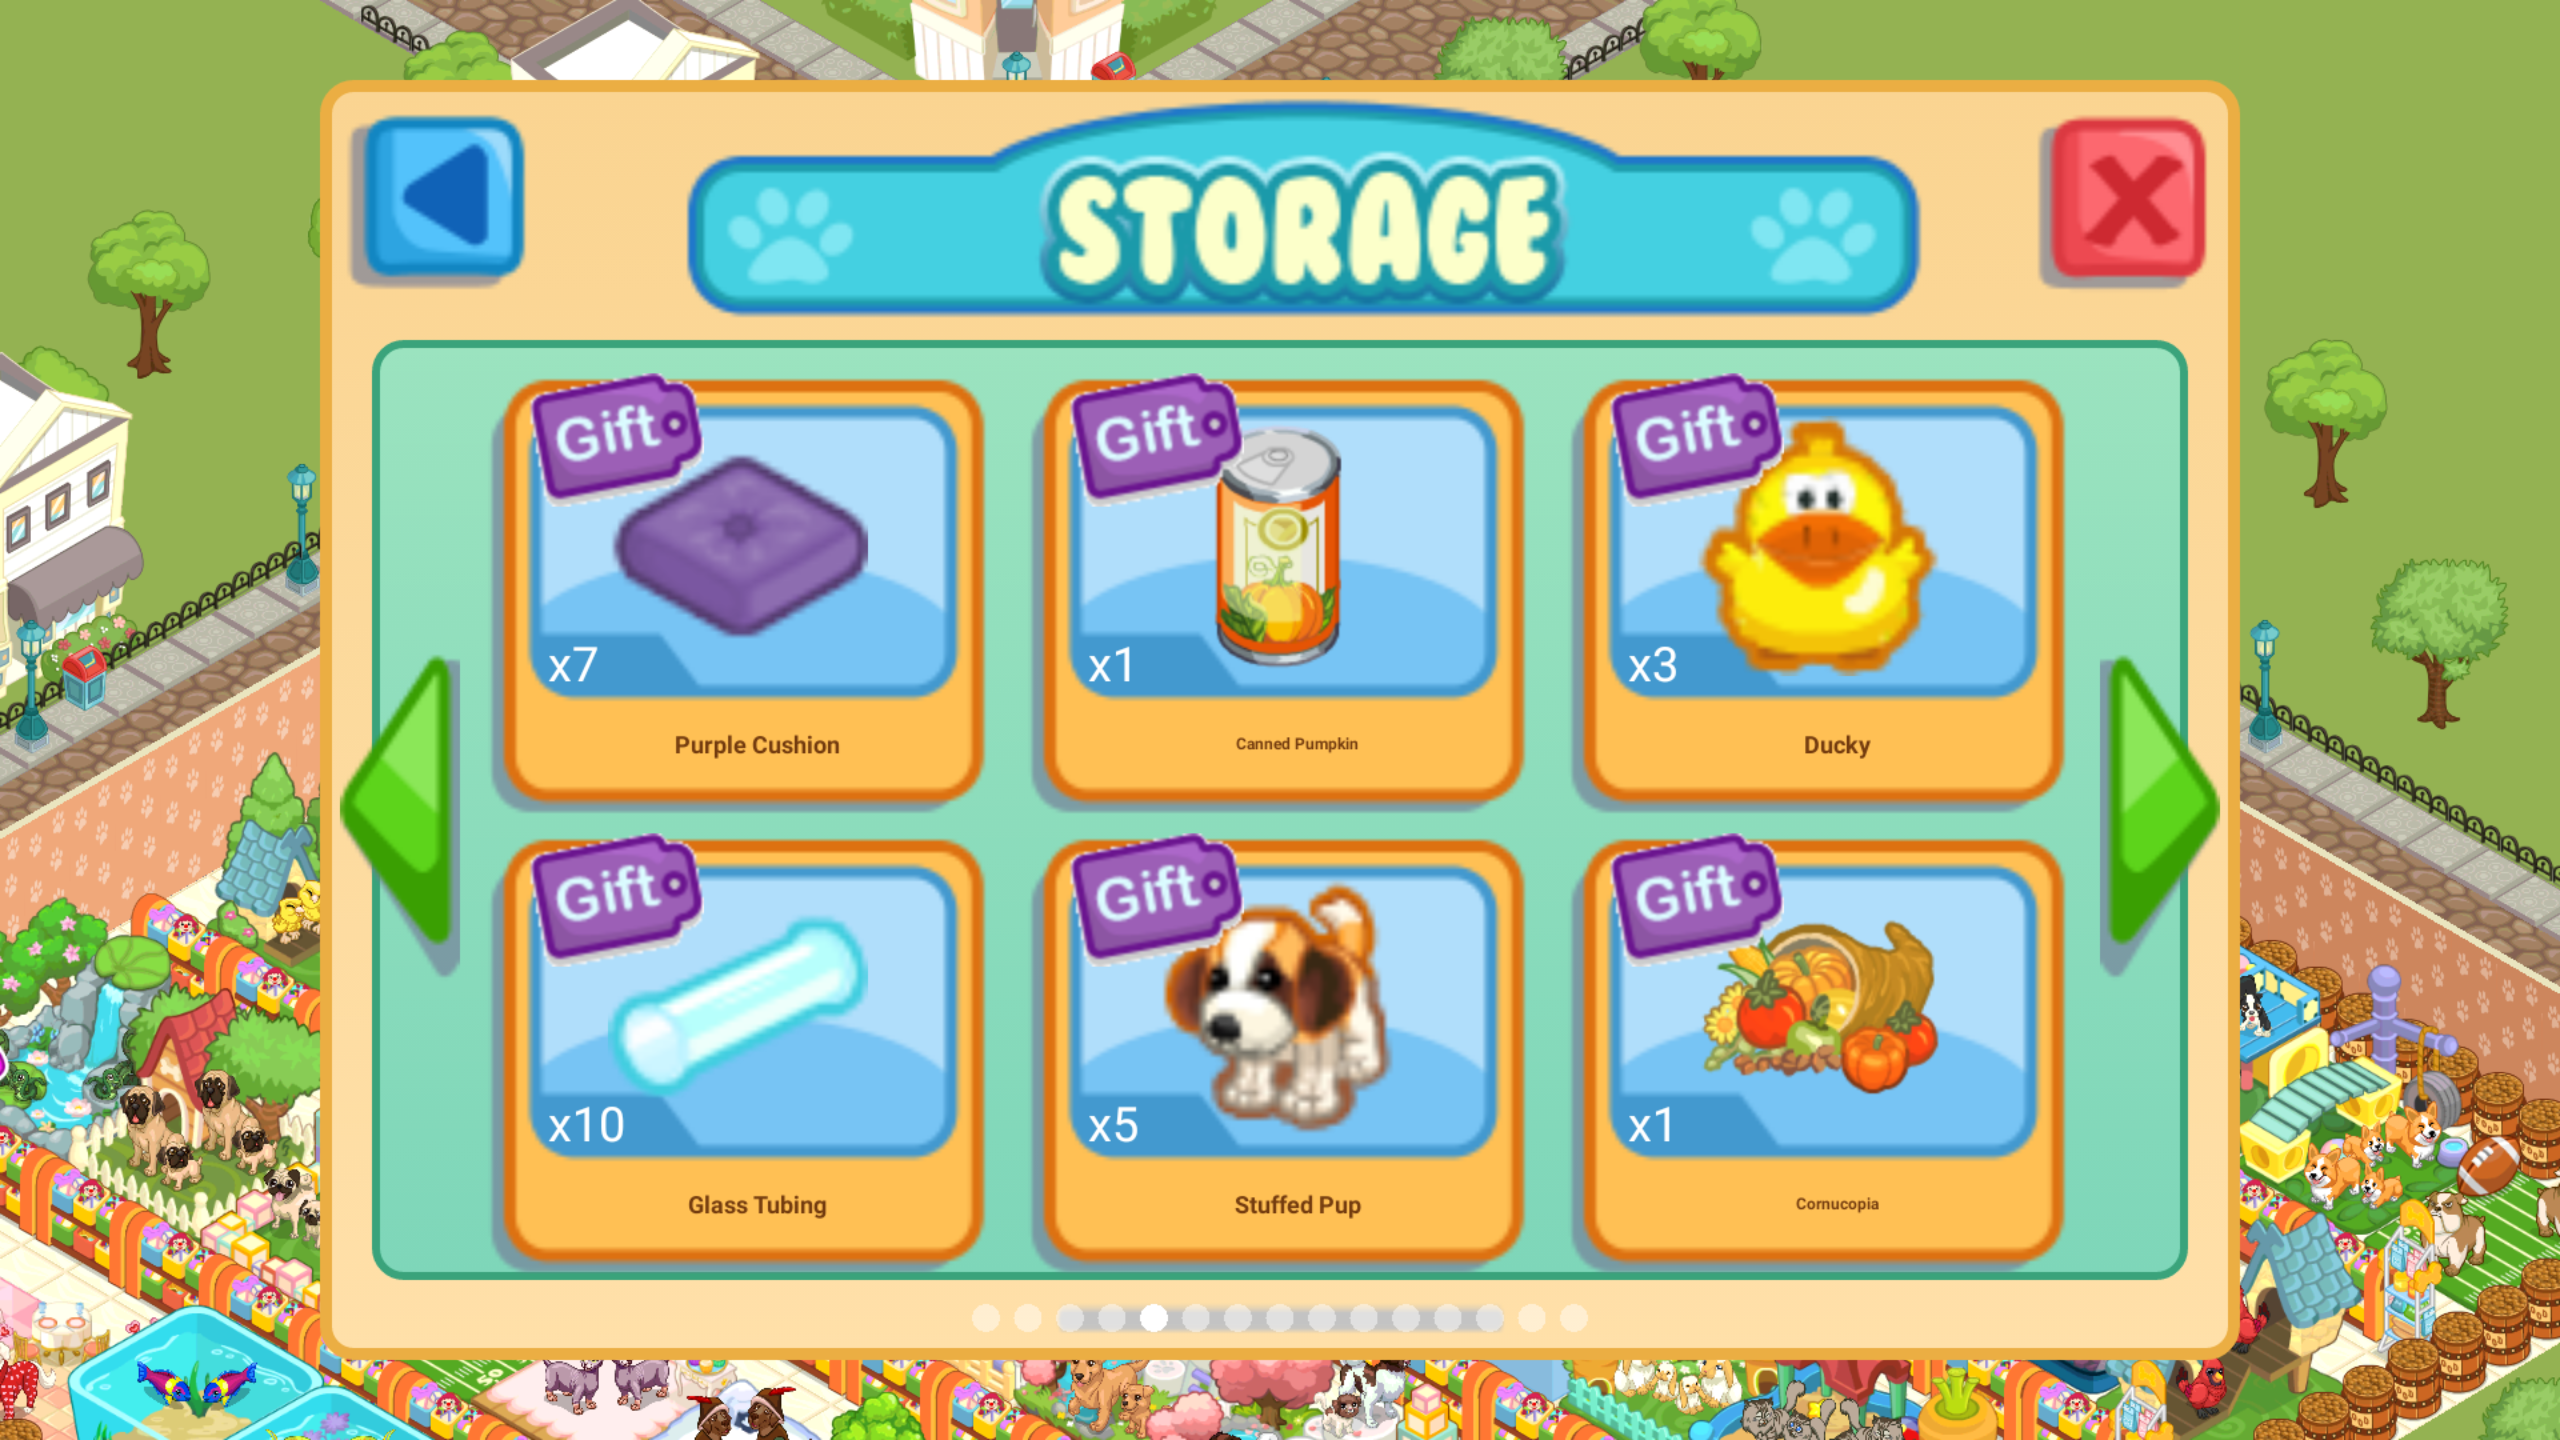 STORAGE
Gift
x7
Purple Cushion
Gift
x1
Canned Pumpkin
Gift
x3
Ducky
Gift
x10
Glass Tubing
Gift
x5
Stuffed Pup
Gift
x1
Cornucopia
50